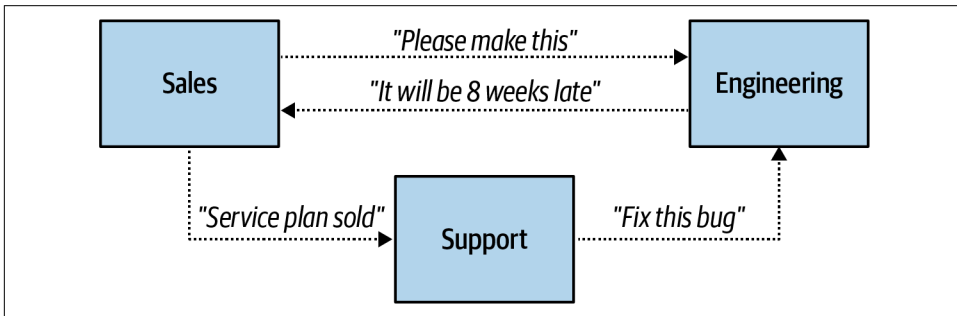 "Please make this"
Sales
Engineering
"It will be 8 weeks late"
"Service plan sold"
"Fix this bug"
Support